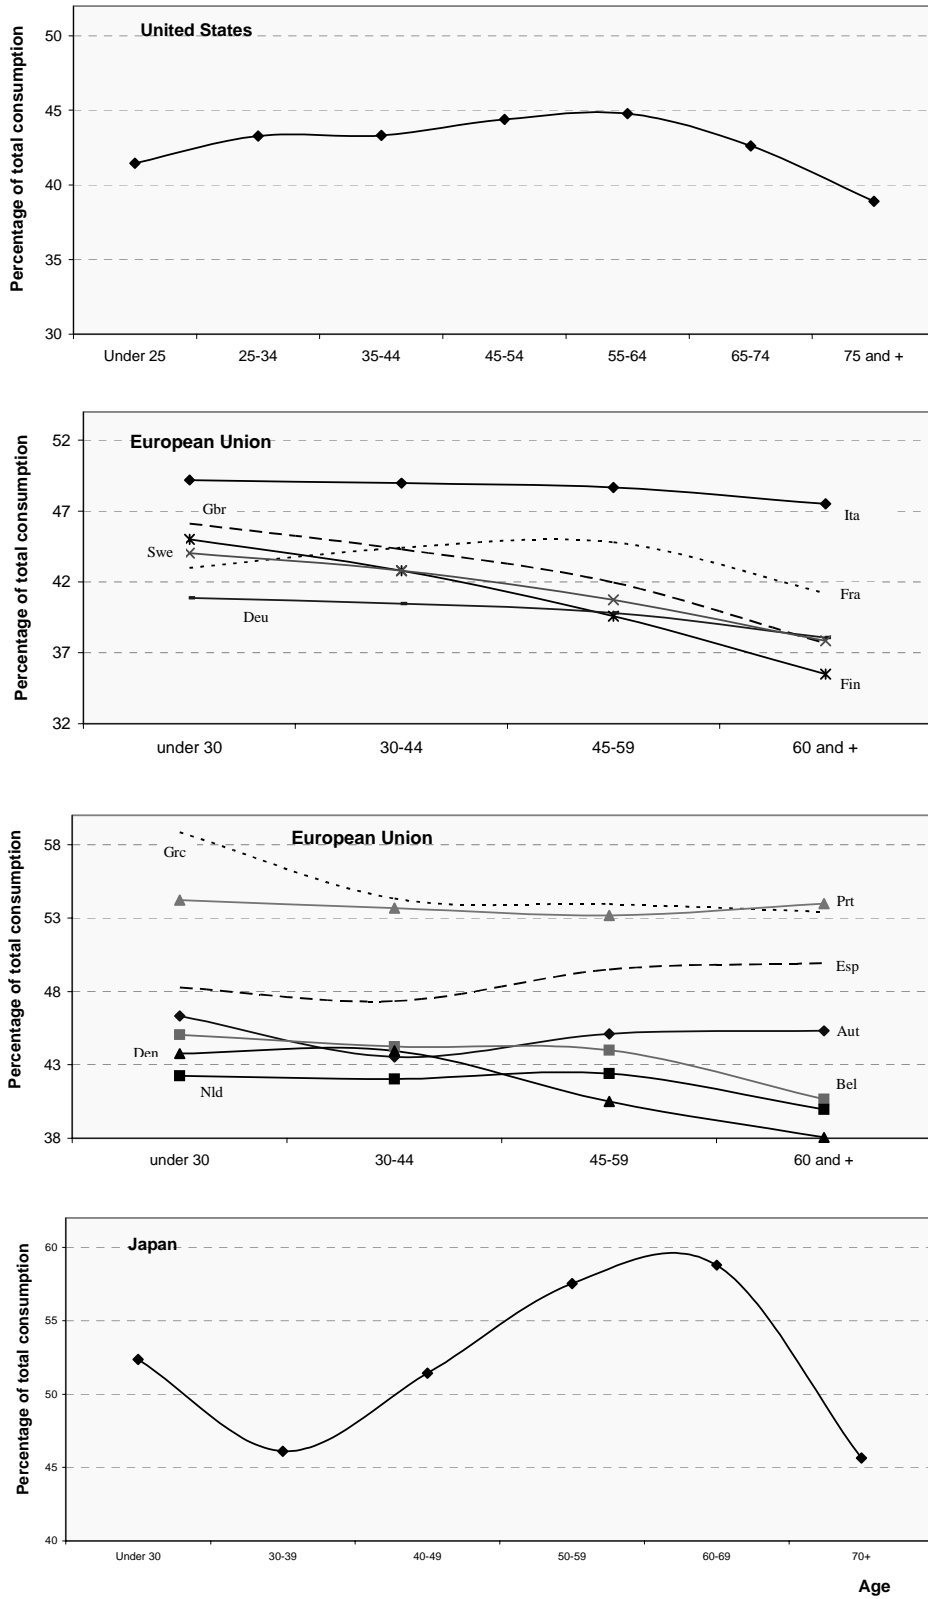 United States
Percentage of total consumption
50
45
40
35
30
Under 25 25-34 35-44 45-54 55-64 65-74 75 and +
European Union
Percentage of total consumption
52
47
42
37
32
Gbr
Swe
Deu
Ita
Fra
Fin
under 30 30-44 45-59 60 and +
European Union
Percentage of total consumption
58
53
48
43
38
Grc
Prt
Esp
Aut
Den
Bel
Nld
under 30 30-44 45-59 60 and +
Japan
Percentage of total consumption
60
55
50
45
40
Under 30 30-39 40-49 50-59 60-69 70+
Age